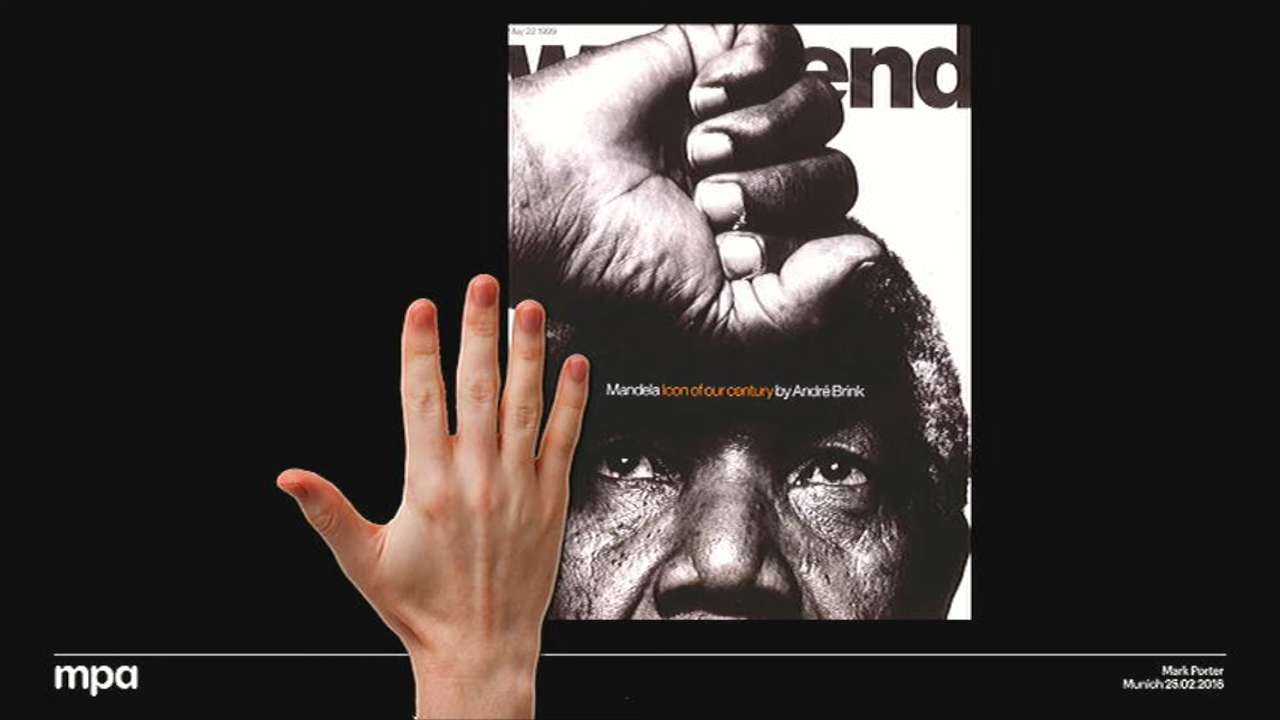 May 22 1999
end
Mandela Icon of our century by André Brink
mpa
Mark Porter
Munich 25.02.2016